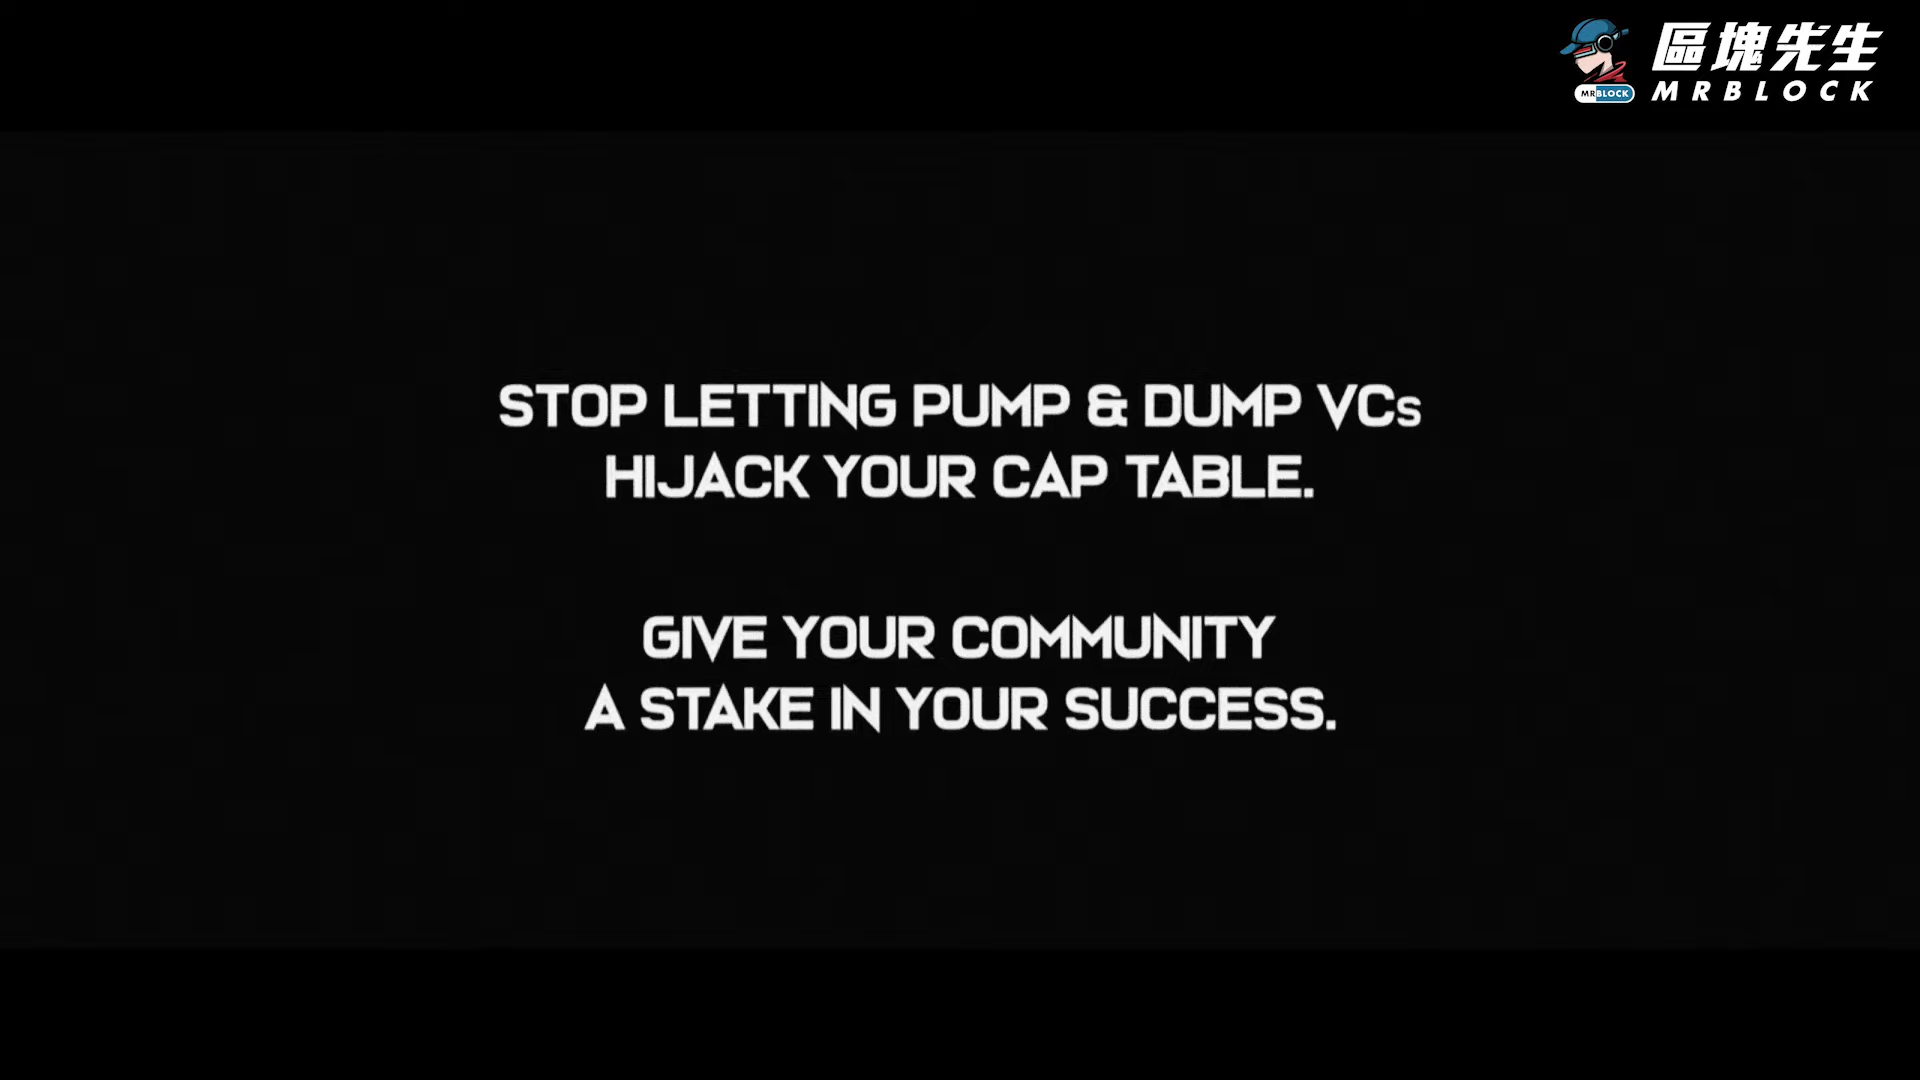 區塊先生
MRBLOCK
MRBLOCK
STOP LETTING PUMP & DUMP VCs
HIJACK YOUR CAP TABLE.
GIVE YOUR COMMUNITY
A STAKE IN YOUR SUCCESS.